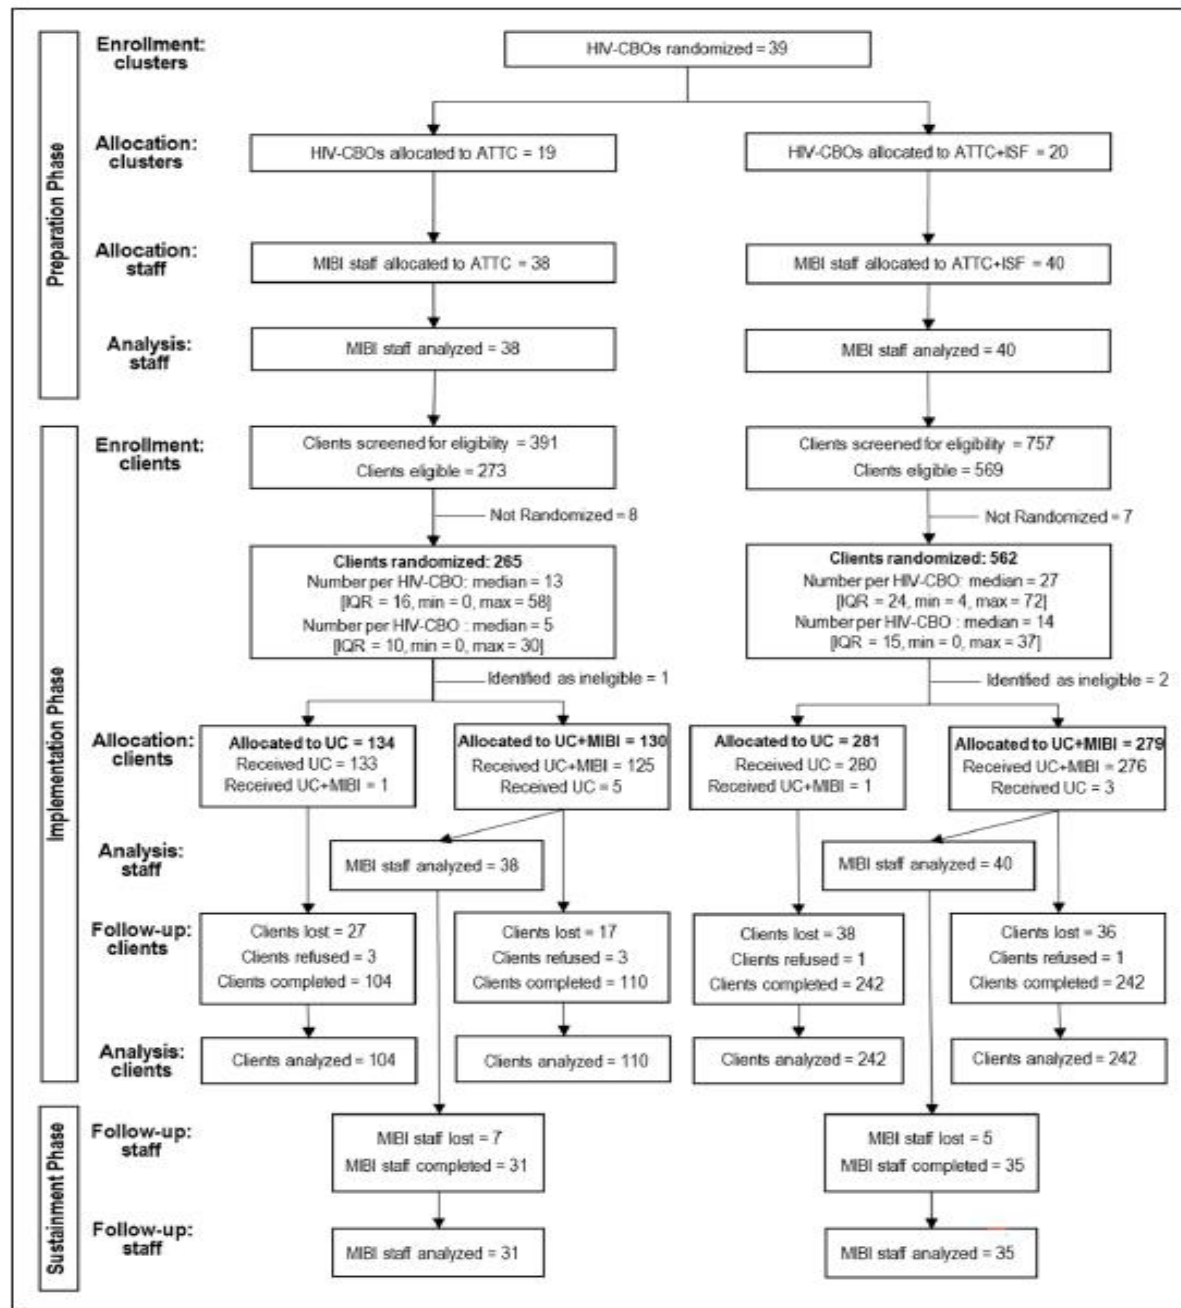 Preparation Phase
Enrollment:
clusters
HIV-CBOs randomized = 39
Allocation:
clusters
HIV-CBOs allocated to ATTC = 19
HIV-CBOs allocated to ATTC+ISF = 20
Allocation:
staff
MIBI staff allocated to ATTC = 38
MIBI staff allocated to ATTC+ISF = 40
Analysis:
staff
MIBI staff analyzed = 38
MIBI staff analyzed = 40
Implementation Phase
Enrollment:
clients
Clients screened for eligibility = 391
Clients eligible = 273
Clients screened for eligibility = 757
Clients eligible = 569
Not Randomized = 8
Not Randomized = 7
Clients randomized: 265
Number per HIV-CBO: median = 13
[IQR = 16, min = 0, max = 58]
Number per HIV-CBO : median = 5
[IQR = 10, min = 0, max = 30]
Clients randomized: 562
Number per HIV-CBO: median = 27
[IQR = 24, min = 4, max = 72]
Number per HIV-CBO : median = 14
[IQR = 15, min = 0, max = 37]
Identified as ineligible = 1
Identified as ineligible = 2
Allocation:
clients
Allocated to UC = 134
Received UC = 133
Received UC+MIBI = 1
Allocated to UC+MIBI = 130
Received UC+MIBI = 125
Received UC = 5
Allocated to UC = 281
Received UC = 280
Received UC+MIBI = 1
Allocated to UC+MIBI = 279
Received UC+MIBI = 276
Received UC = 3
Analysis:
staff
MIBI staff analyzed = 38
MIBI staff analyzed = 40
Follow-up:
clients
Clients lost = 27
Clients refused = 3
Clients completed = 104
Clients lost = 17
Clients refused = 3
Clients completed = 110
Clients lost = 38
Clients refused = 1
Clients completed = 242
Clients lost = 36
Clients refused = 1
Clients completed = 242
Analysis:
clients
Clients analyzed = 104
Clients analyzed = 110
Clients analyzed = 242
Clients analyzed = 242
Sustainment Phase
Follow-up:
staff
MIBI staff lost = 7
MIBI staff completed = 31
MIBI staff lost = 5
MIBI staff completed = 35
Follow-up:
staff
MIBI staff analyzed = 31
MIBI staff analyzed = 35